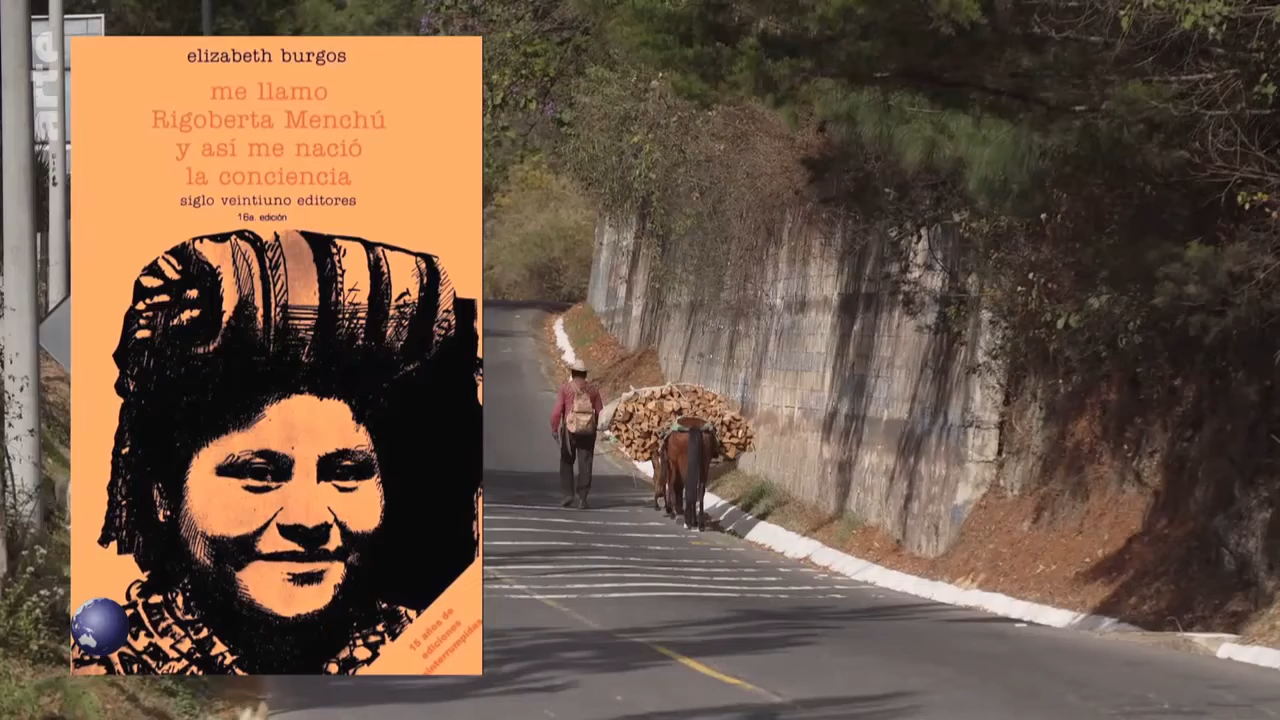 arte
elizabeth burgos
me llamo
Rigoberta Menchú
y así me nació
la conciencia
siglo veintiuno editores
16a. edición
15 años de
ediciones
ininterrumpidas